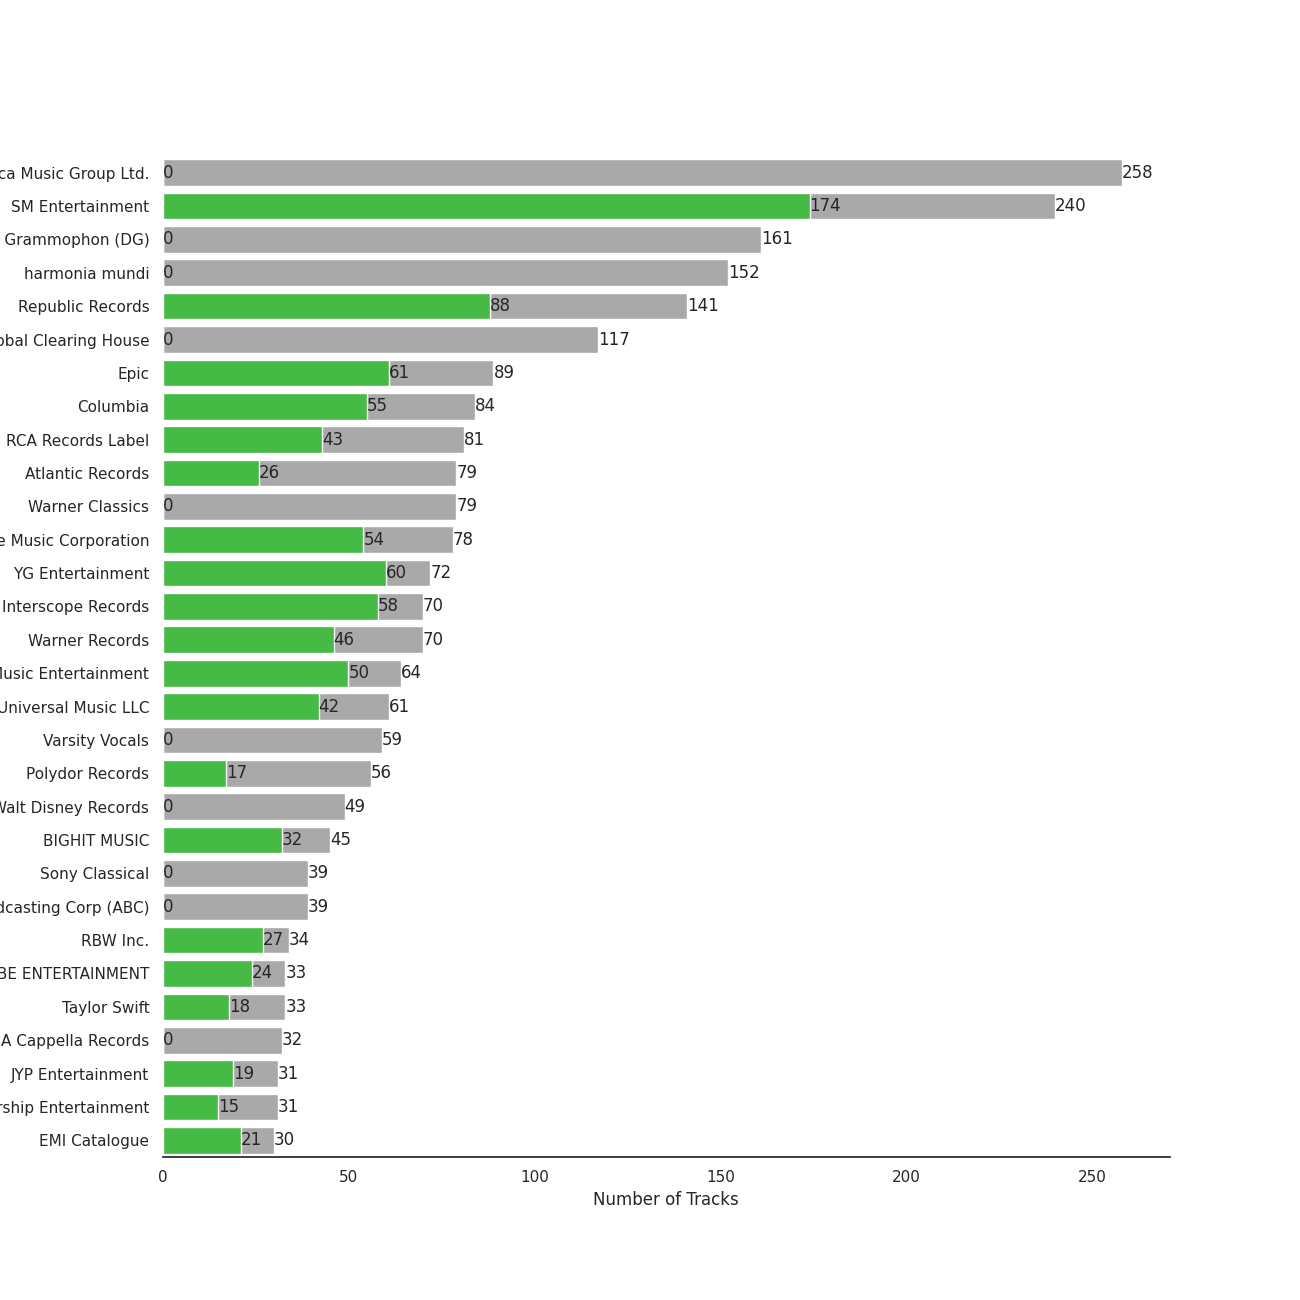 ca Music Group Ltd. 0 258
SM Entertainment 174 240
Grammophon (DG) 0 161
harmonia mundi 0 152
Republic Records 88 141
obal Clearing House 0 117
Epic 61 89
Columbia 55 84
RCA Records Label 43 81
Atlantic Records 26 79
Warner Classics 0 79
e Music Corporation 54 78
YG Entertainment 60 72
Interscope Records 58 70
Warner Records 46 70
Music Entertainment 50 64
Universal Music LLC 42 61
Varsity Vocals 0 59
Polydor Records 17 56
Walt Disney Records 0 49
BIGHIT MUSIC 32 45
Sony Classical 0 39
dcasting Corp (ABC) 0 39
RBW Inc. 27 34
BE ENTERTAINMENT 24 33
Taylor Swift 18 33
A Cappella Records 0 32
JYP Entertainment 19 31
rship Entertainment 15 31
EMI Catalogue 21 30
0 50 100 150 200 250
Number of Tracks